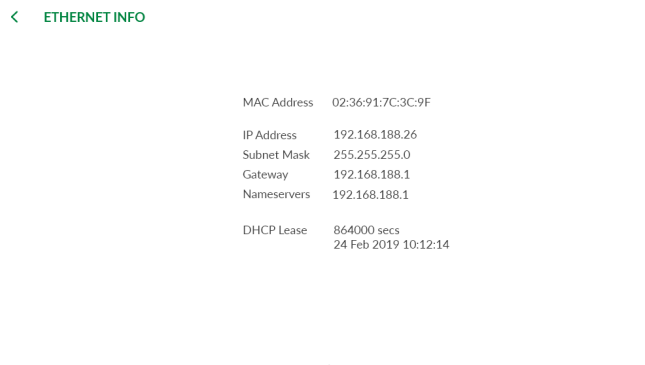 ETHERNET INFO
MAC Address 02:36:91:7C:3C:9F
IP Address 192.168.188.26
Subnet Mask 255.255.255.0
Gateway 192.168.188.1
Nameservers 192.168.188.1
DHCP Lease 864000 secs
24 Feb 2019 10:12:14